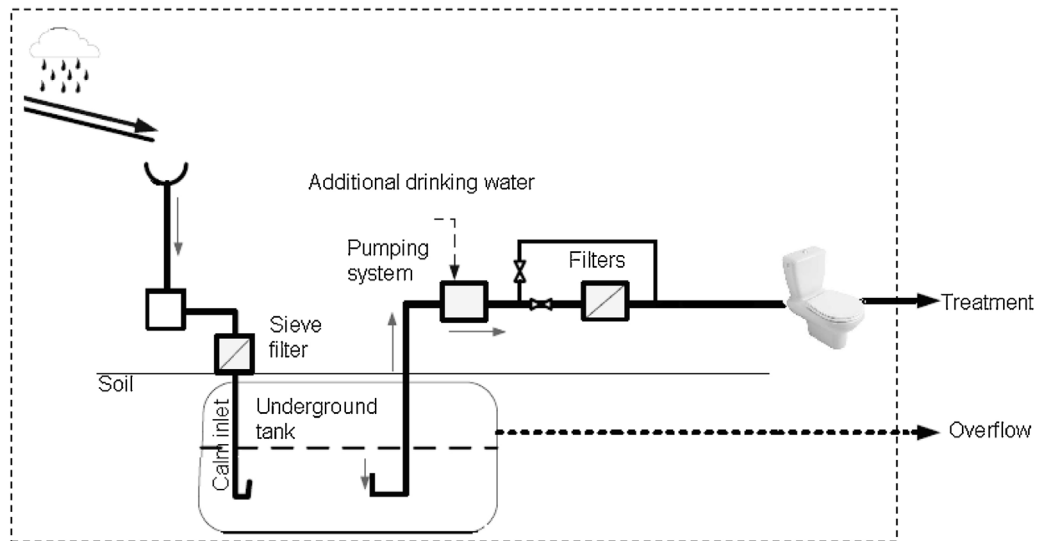 Additional drinking water
Pumping
system
Filters
Treatment
Sieve
filter
Soil
Calm inlet
Underground
tank
Overflow